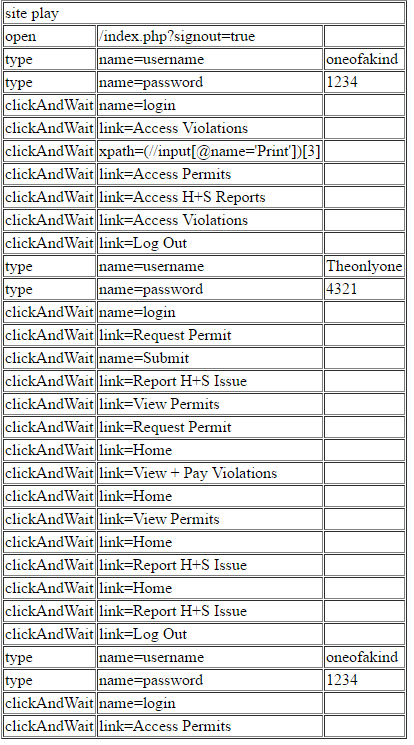 site play
open /index.php?signout=true
type name=username oneofakind
type name=password 1234
clickAndWait name=login
clickAndWait link=Access Violations
clickAndWait xpath=(//input[@name='Print'])[3]
clickAndWait link=Access Permits
clickAndWait link=Access H+S Reports
clickAndWait link=Access Violations
clickAndWait link=Log Out
type name=username Theonlyone
type name=password 4321
clickAndWait name=login
clickAndWait link=Request Permit
clickAndWait name=Submit
clickAndWait link=Report H+S Issue
clickAndWait link=View Permits
clickAndWait link=Request Permit
clickAndWait link=Home
clickAndWait link=View + Pay Violations
clickAndWait link=Home
clickAndWait link=View Permits
clickAndWait link=Home
clickAndWait link=Report H+S Issue
clickAndWait link=Home
clickAndWait link=Report H+S Issue
clickAndWait link=Log Out
type name=username oneofakind
type name=password 1234
clickAndWait name=login
clickAndWait link=Access Permits